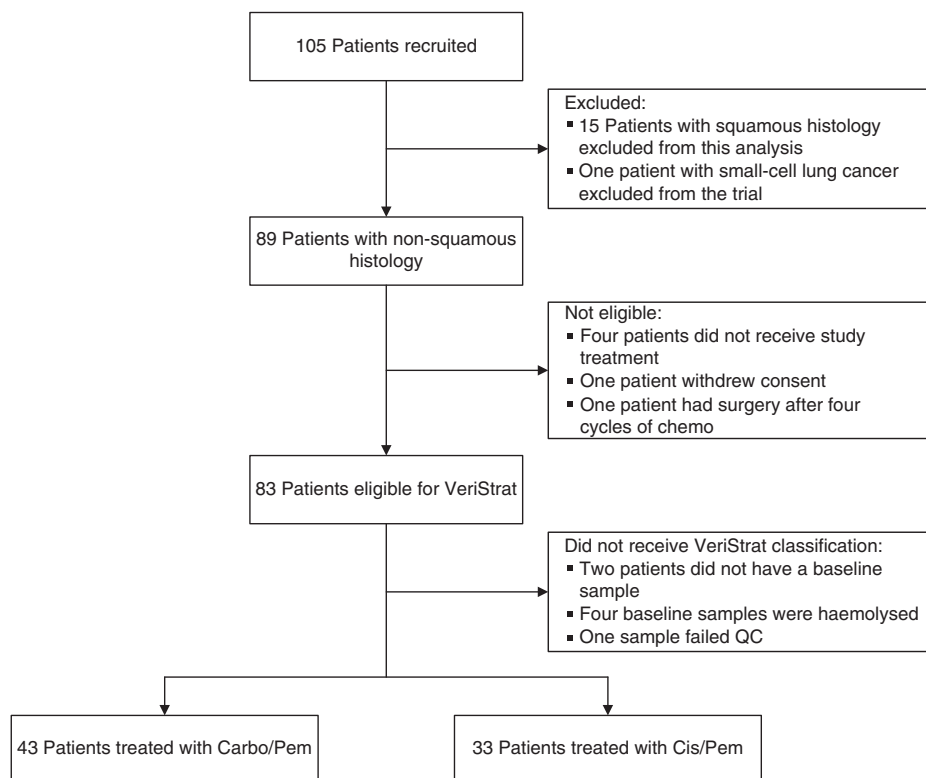 105 Patients recruited
Excluded:
▪ 15 Patients with squamous histology
excluded from this analysis
▪ One patient with small-cell lung cancer
excluded from the trial
89 Patients with non-squamous
histology
Not eligible:
▪ Four patients did not receive study
treatment
▪ One patient withdrew consent
▪ One patient had surgery after four
cycles of chemo
83 Patients eligible for VeriStrat
Did not receive VeriStrat classification:
▪ Two patients did not have a baseline
sample
▪ Four baseline samples were haemolysed
▪ One sample failed QC
43 Patients treated with Carbo/Pem
33 Patients treated with Cis/Pem